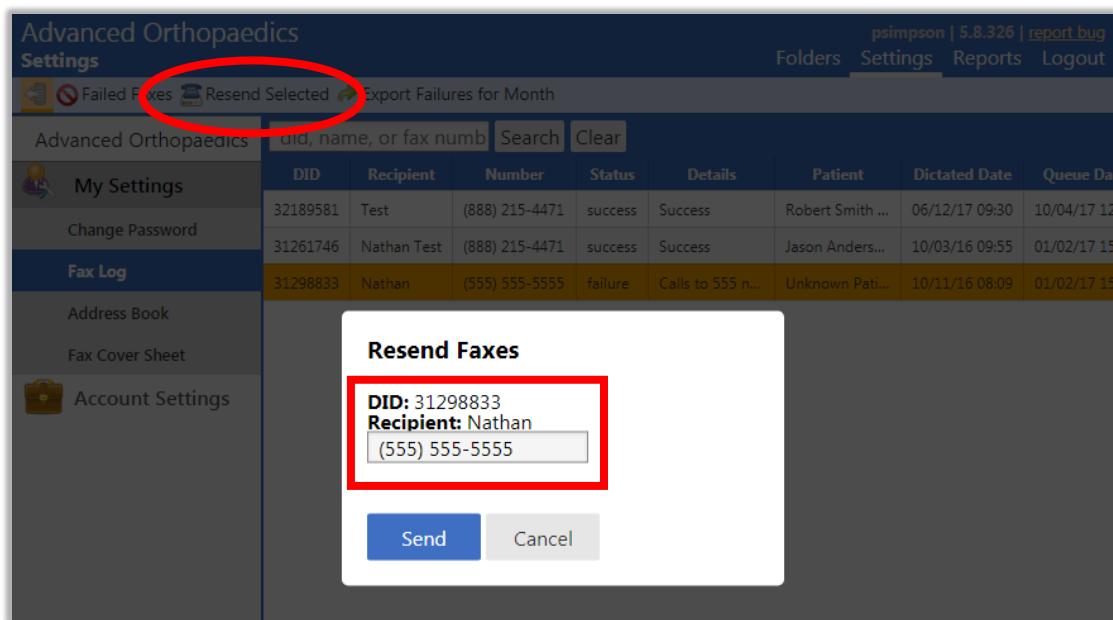 Advanced Orthopaedics
psimpson | 5.8.326 | report bug
Settings
Folders Settings Reports Logout
Failed Faxes Resend Selected Export Failures for Month
Advanced Orthopaedics
did, name, or fax numb Search Clear
My Settings
Change Password
Fax Log
Address Book
Fax Cover Sheet
Account Settings
DID Recipient Number Status Details Patient Dictated Date Queue Da
32189581 Test (888) 215-4471 success Success Robert Smith ... 06/12/17 09:30 10/04/17 12
31261746 Nathan Test (888) 215-4471 success Success Jason Anders... 10/03/16 09:55 01/02/17 15
31298833 Nathan (555) 555-5555 failure Calls to 555 n... Unknown Pati... 10/11/16 08:09 01/02/17 15
Resend Faxes
DID: 31298833
Recipient: Nathan
(555) 555-5555
Send Cancel